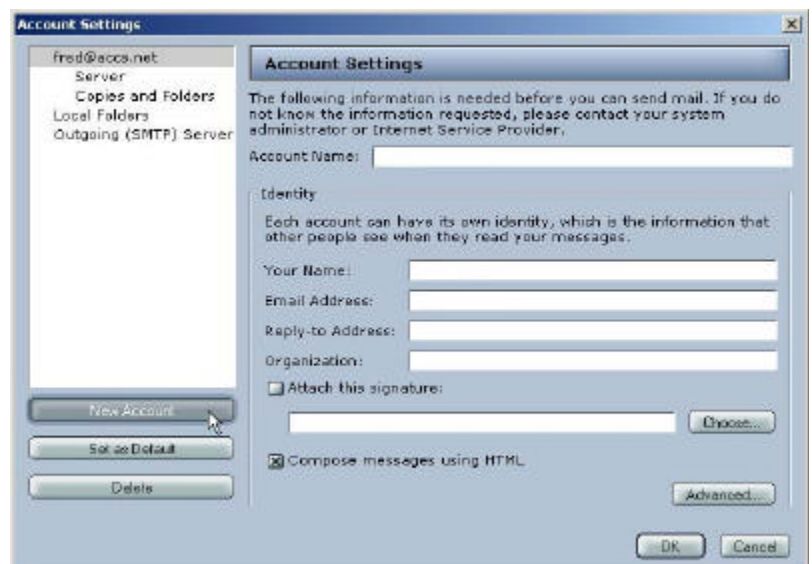 Account Settings
fred@accs.net
Server
Copies and Folders
Local Folders
Outgoing (SMTP) Server
New Account
Set as Default
Delete
Account Settings
The following information is needed before you can send mail. If you do
not know the information requested, please contact your system
administrator or Internet Service Provider.
Account Name:
Identity
Each account can have its own identity, which is the information that
other people see when they read your messages.
Your Name:
Email Address:
Reply-to Address:
Organization:
Attach this signature:
Choose...
Compose messages using HTML
Advanced...
OK
Cancel